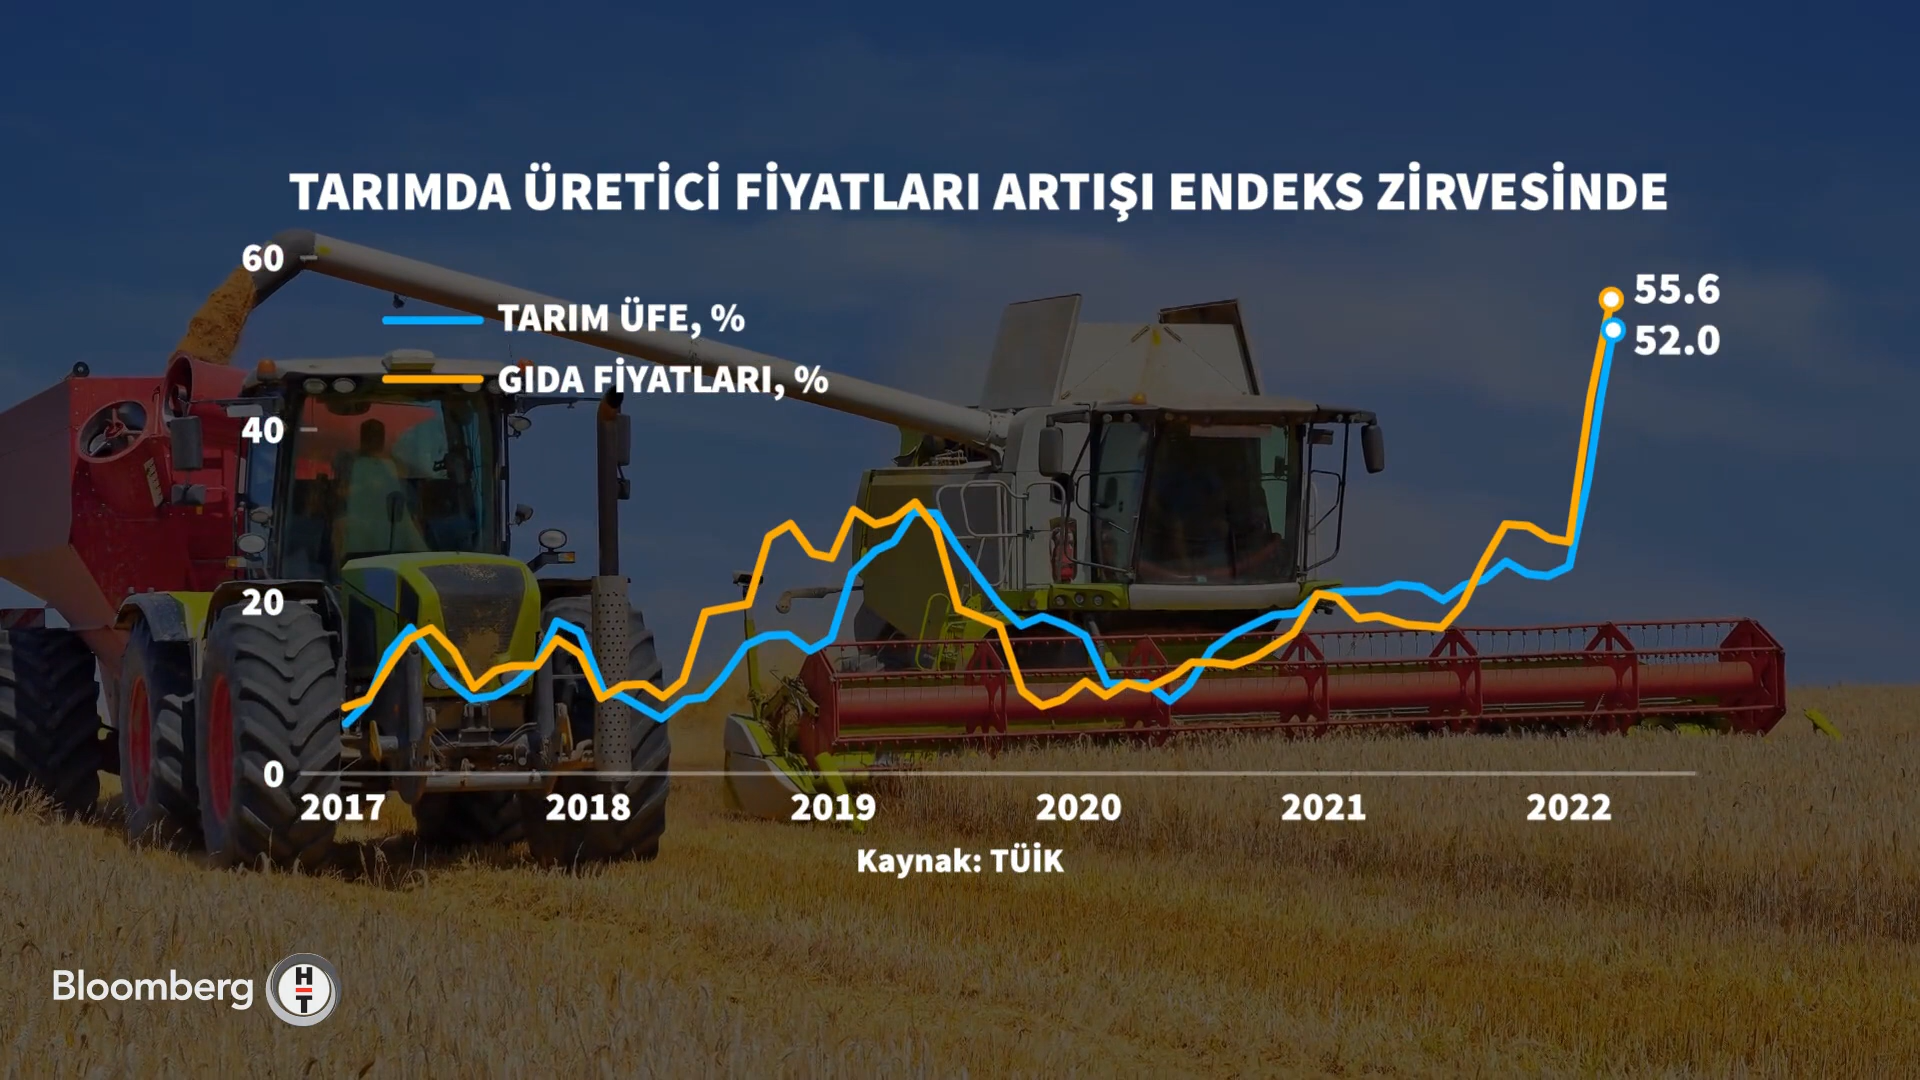 TARIMDA ÜRETİCİ FİYATLARI ARTIŞI ENDEKS ZİRVESİNDE
60
TARIM ÜFE, %
GIDA FİYATLARI, %
55.6
52.0
40
20
0
2017 2018 2019 2020 2021 2022
Kaynak: TÜİK
Bloomberg HT